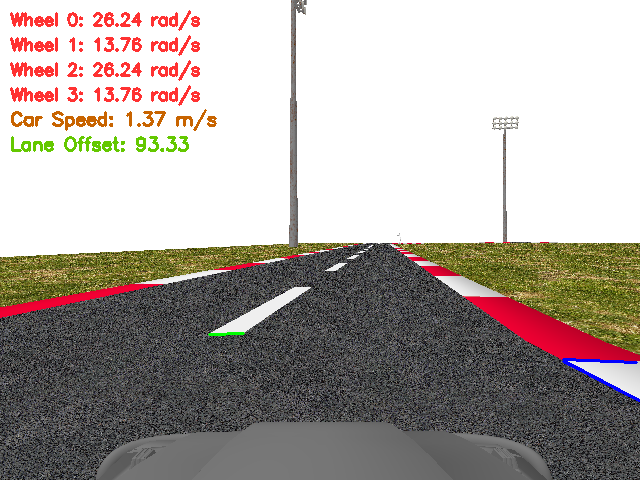 Wheel 0: 26.24 rad/s
Wheel 1: 13.76 rad/s
Wheel 2: 26.24 rad/s
Wheel 3: 13.76 rad/s
Car Speed: 1.37 m/s
Lane Offset: 93.33